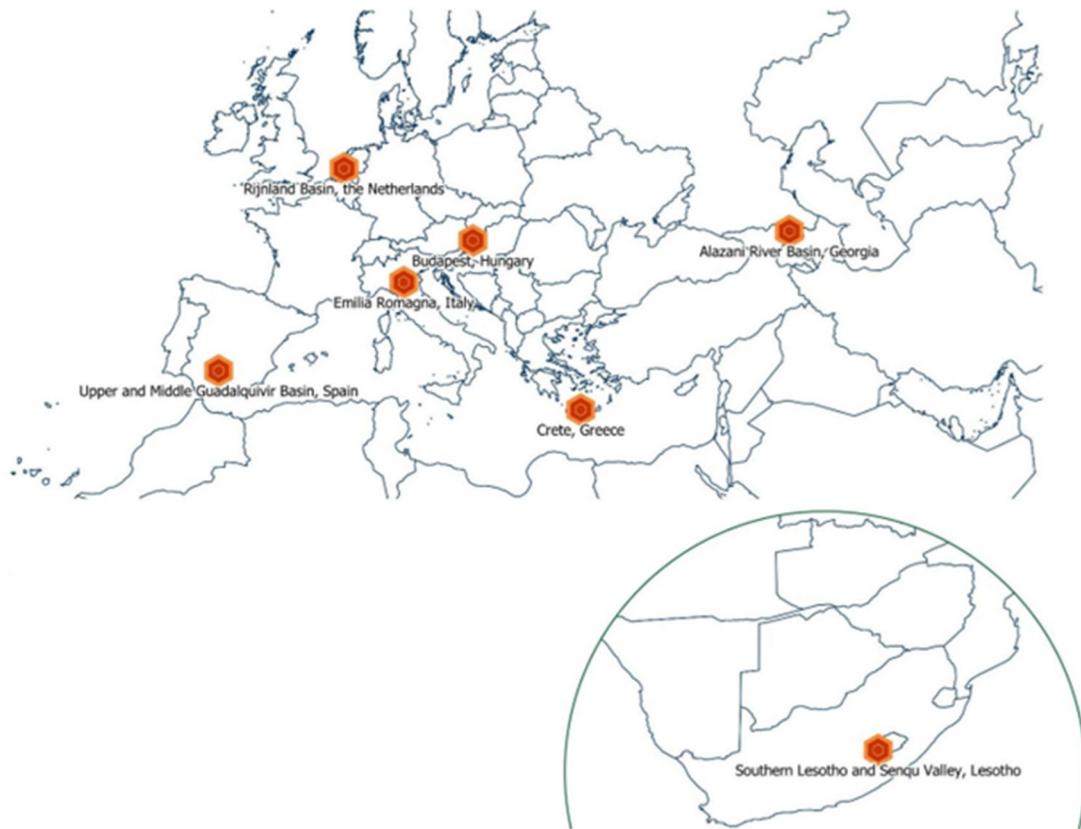 Rijnland Basin, the Netherlands
Alazani River Basin, Georgia
Budapest, Hungary
Emilia Romagna, Italy
Upper and Middle Guadalquivir Basin, Spain
Crete, Greece
Southern Lesotho and Senqu Valley, Lesotho